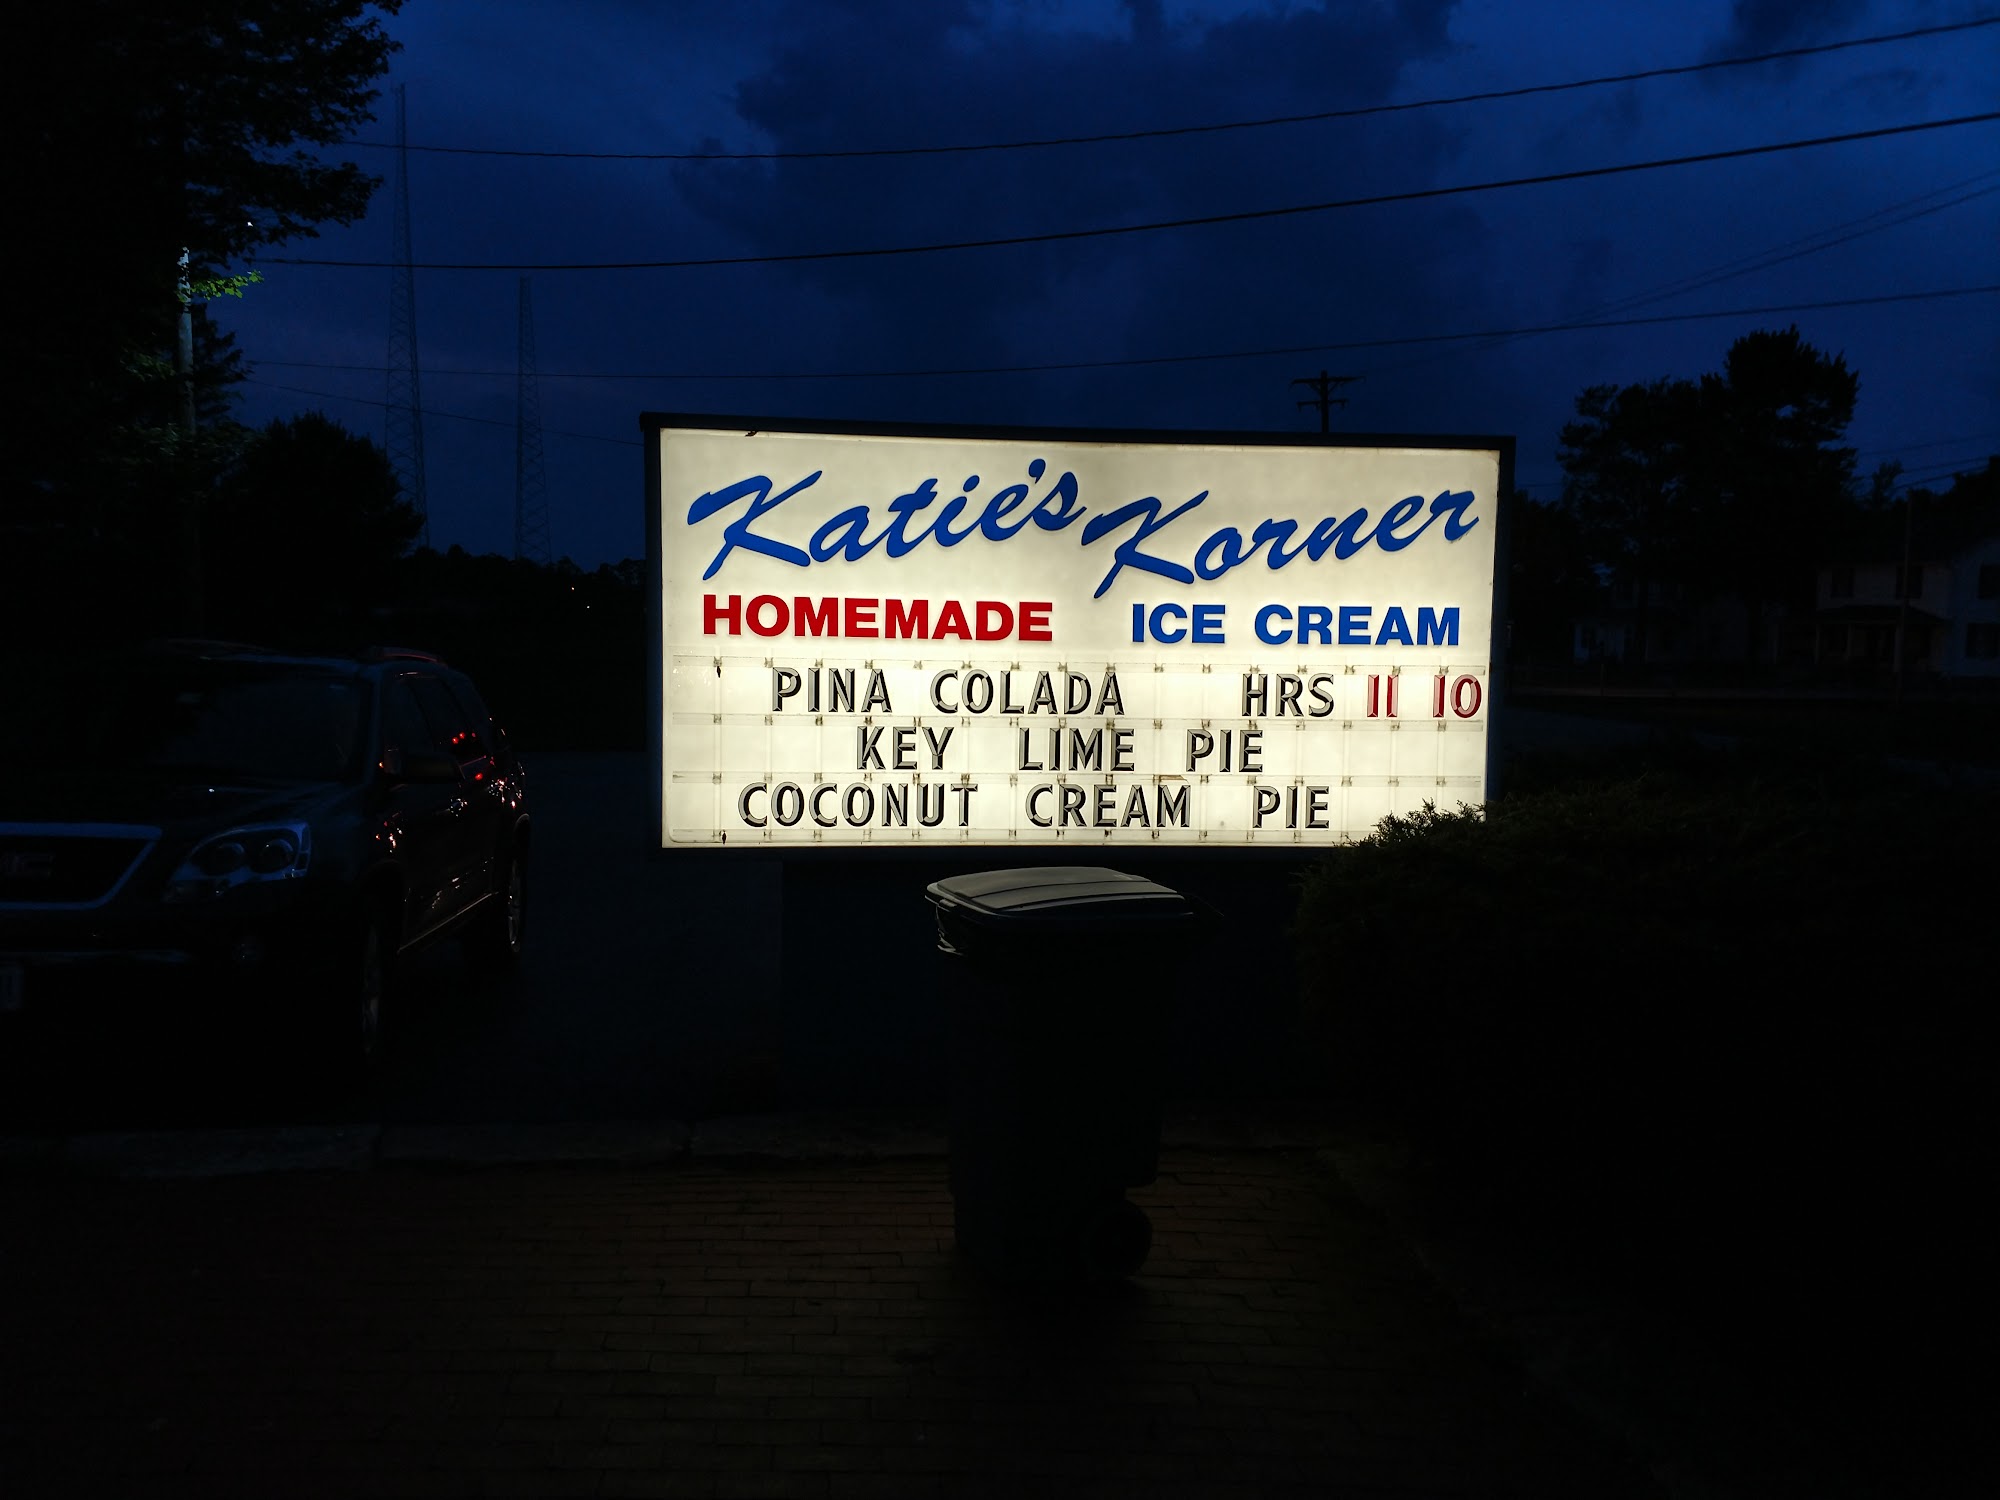 Katie's Korner
HOMEMADE ICE CREAM
PINA COLADA HRS 11 10
KEY LIME PIE
COCONUT CREAM PIE